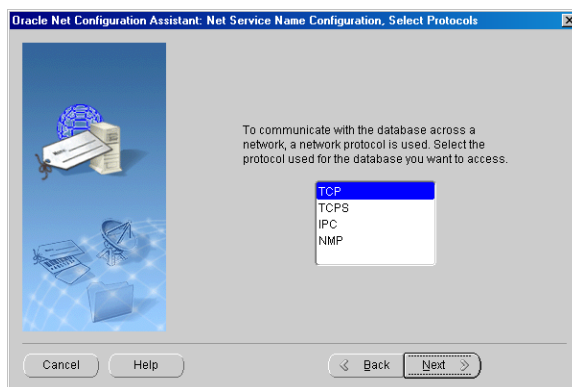 Oracle Net Configuration Assistant: Net Service Name Configuration, Select Protocols
To communicate with the database across a
network, a network protocol is used. Select the
protocol used for the database you want to access.
TCP
TCPS
IPC
NMP
Cancel
Help
Back
Next